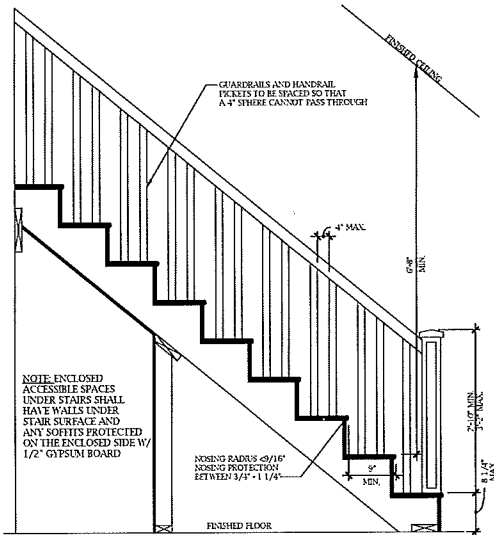 FINISHED CEILING
GUARDRAILS AND HANDRAIL
PICKETS TO BE SPACED SO THAT
A 4" SPHERE CANNOT PASS THROUGH
4" MAX.
6'-8"
MIN.
NOTE: ENCLOSED
ACCESSIBLE SPACES
UNDER STAIRS SHALL
HAVE WALLS UNDER
STAIR SURFACE AND
ANY SOFFITS PROTECTED
ON THE ENCLOSED SIDE W/
1/2" GYPSUM BOARD
2'-10" MIN.
3'-2" MAX.
NOSING RADIUS <9/16"
NOSING PROTECTION
BETWEEN 3/4" - 1 1/4"
9"
MIN.
8 1/4"
MAX
FINISHED FLOOR